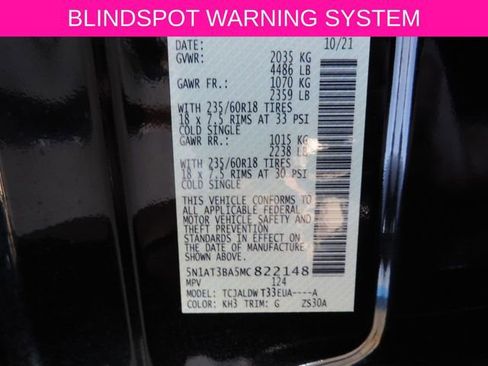 BLINDSPOT WARNING SYSTEM
DATE: 10/21
GVWR: 2035 KG
4486 LB
GAWR FR.: 1070 KG
2359 LB
WITH 235/60R18 TIRES
18 x 7.5 RIMS AT 33 PSI
COLD SINGLE
GAWR RR.: 1015 KG
2238 LB
WITH 235/60R18 TIRES
18 x 7.5 RIMS AT 30 PSI
COLD SINGLE
THIS VEHICLE CONFORMS TO
ALL APPLICABLE FEDERAL
MOTOR VEHICLE SAFETY AND
THEFT PREVENTION
STANDARDS IN EFFECT ON
THE DATE OF MANUFACTURE
SHOWN ABOVE.
5N1AT3BA5MC822148
MPV 124
MODEL: TCJALDW T33EUA----A
COLOR: KH3 TRIM: G ZS30A